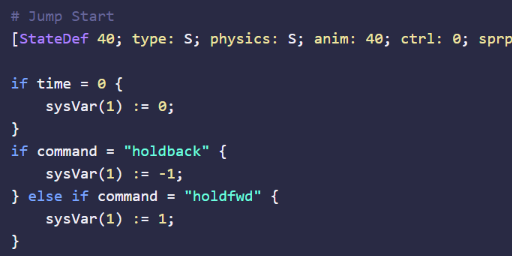 # Jump Start
[StateDef 40; type: S; physics: S; anim: 40; ctrl: 0; sprp
if time = 0 {
sysVar(1) := 0;
}
if command = "holdback" {
sysVar(1) := -1;
} else if command = "holdfwd" {
sysVar(1) := 1;
}